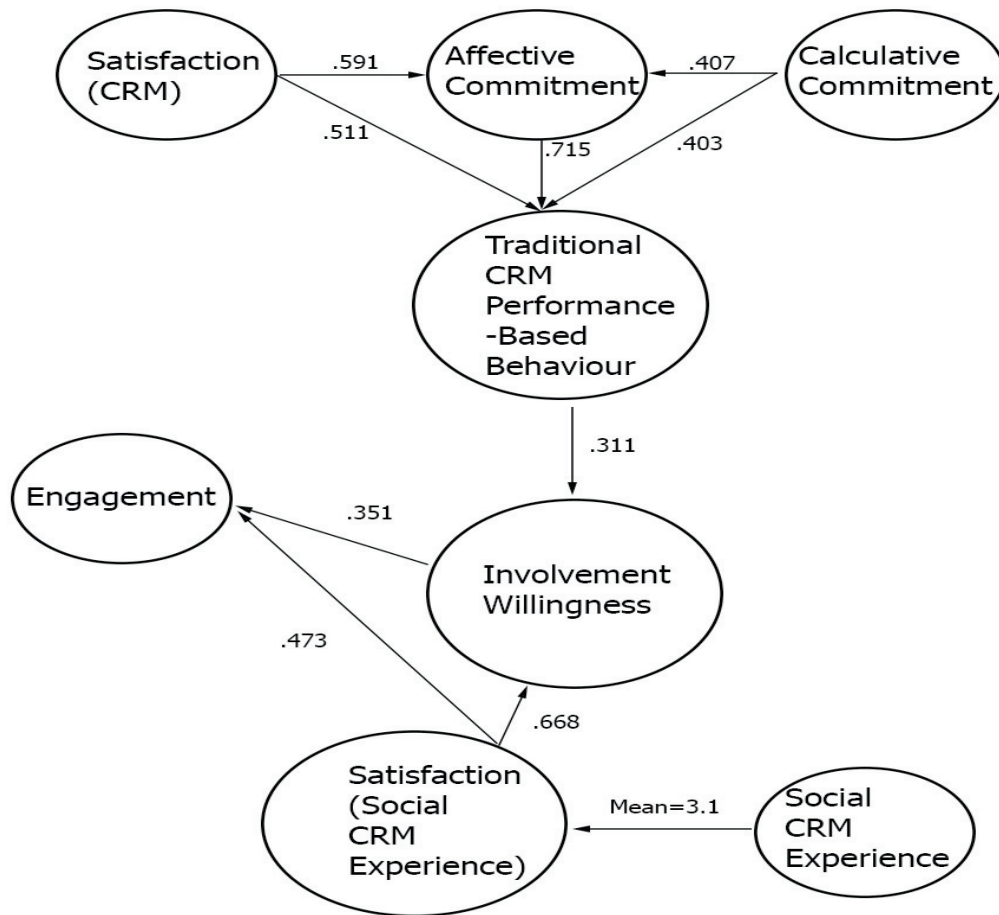 Satisfaction
(CRM)
.591
Affective
Commitment
.407
Calculative
Commitment
.511
.715
.403
Traditional
CRM
Performance
-Based
Behaviour
.311
Engagement
.351
Involvement
Willingness
.473
.668
Satisfaction
(Social
CRM
Experience)
Mean=3.1
Social
CRM
Experience